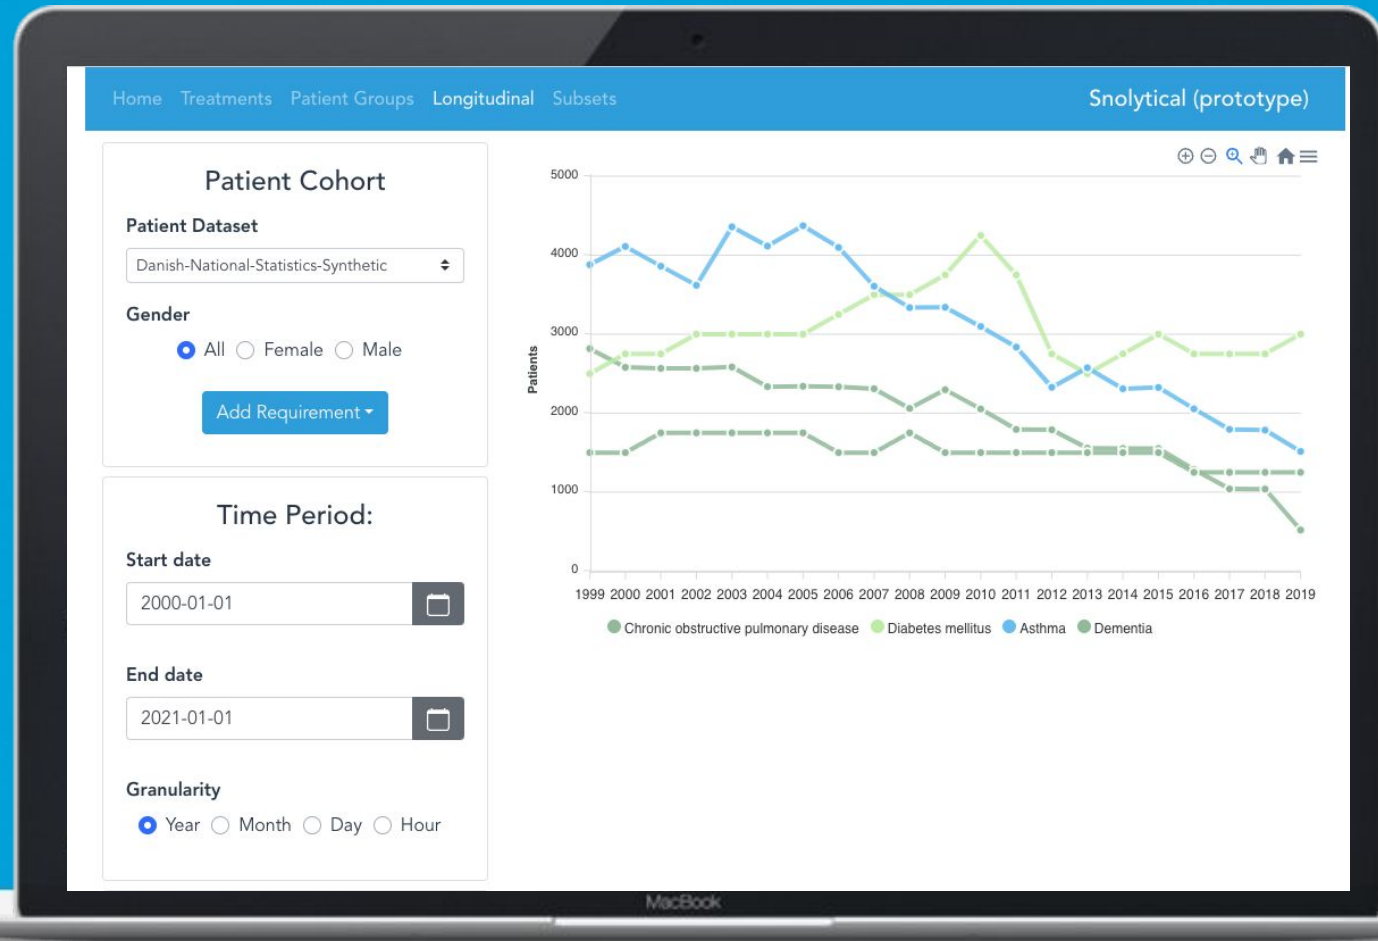 Home Treatments Patient Groups Longitudinal Subsets
Snolytical (prototype)
Patient Cohort
Patient Dataset
Danish-National-Statistics-Synthetic
Gender
All Female Male
Add Requirement
Time Period:
Start date
2000-01-01
End date
2021-01-01
Granularity
Year Month Day Hour
5000
4000
3000
2000
1000
0
Patients
1999 2000 2001 2002 2003 2004 2005 2006 2007 2008 2009 2010 2011 2012 2013 2014 2015 2016 2017 2018 2019
Chronic obstructive pulmonary disease Diabetes mellitus Asthma Dementia
MacBook